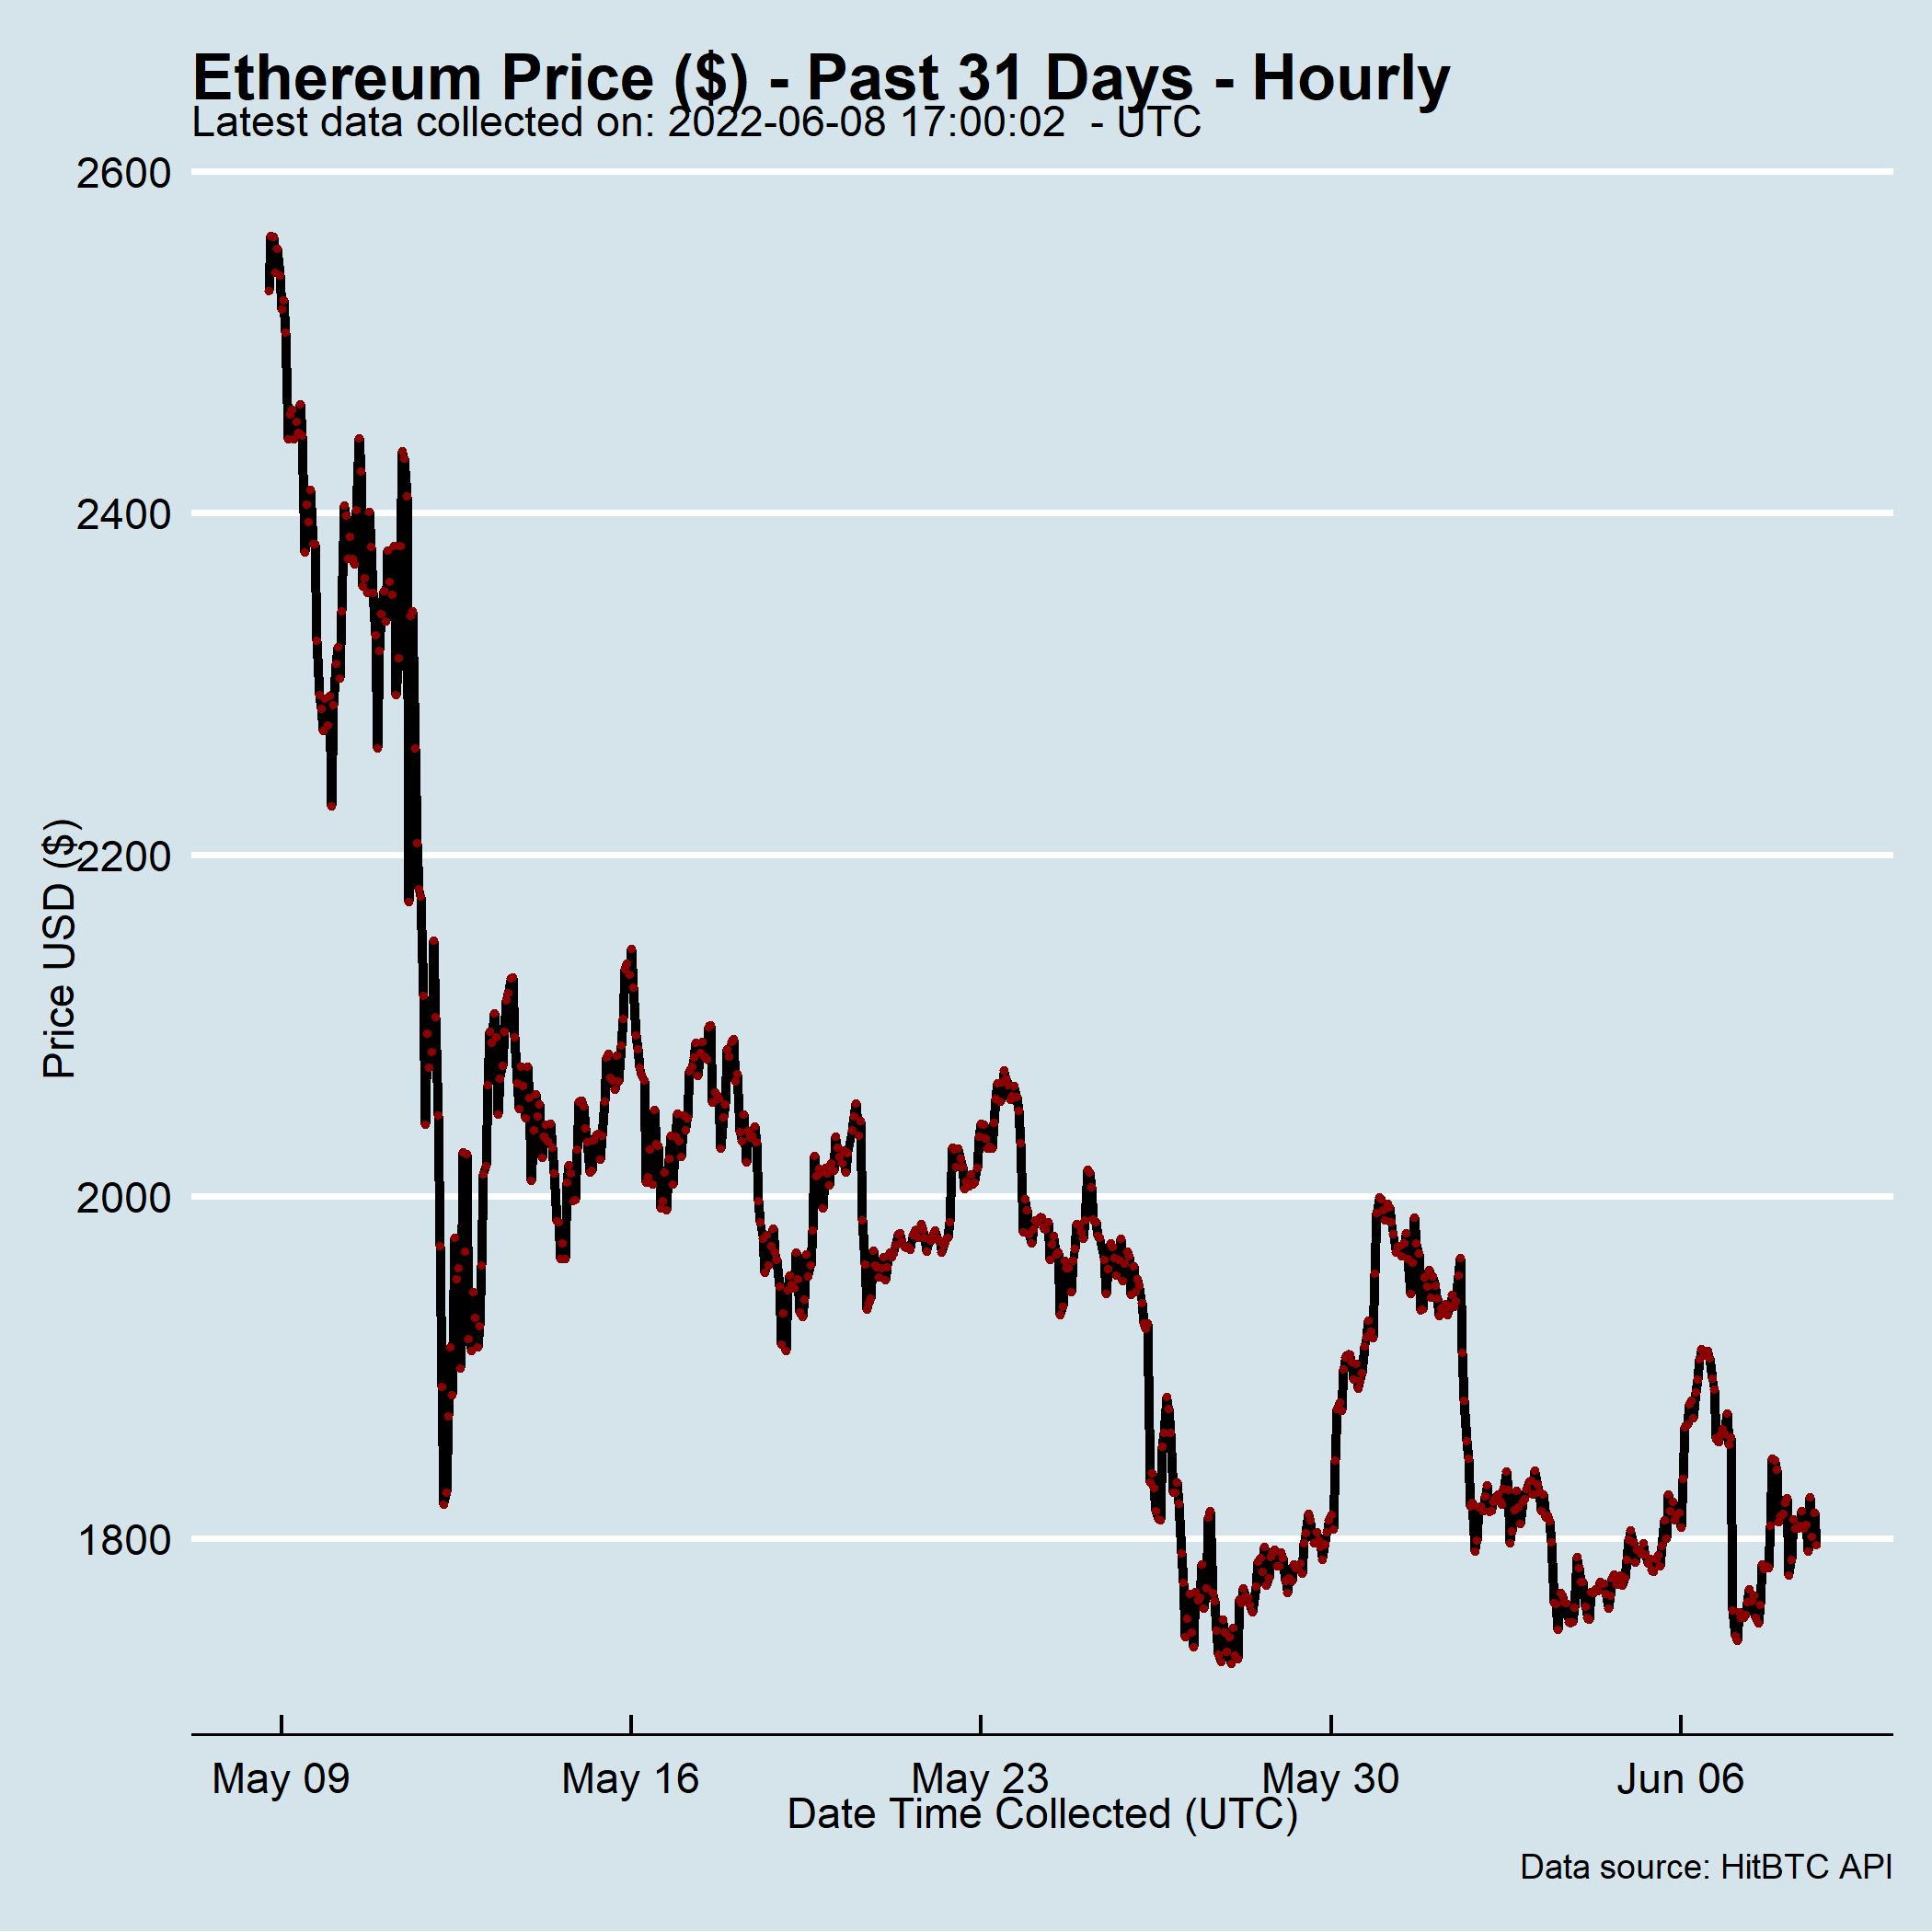 Ethereum Price ($) - Past 31 Days - Hourly
Latest data collected on: 2022-06-08 17:00:02  - UTC
2600
2400
2200
2000
1800
Price USD ($)
May 09 May 16 May 23 May 30 Jun 06
Date Time Collected (UTC)
Data source: HitBTC API